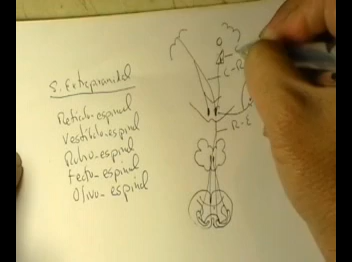 S. Extrapiramidal
Retículo-espinal
Vestíbulo-espinal
Rubro-espinal
Tecto-espinal
Olivo-espinal
C-R
R-E